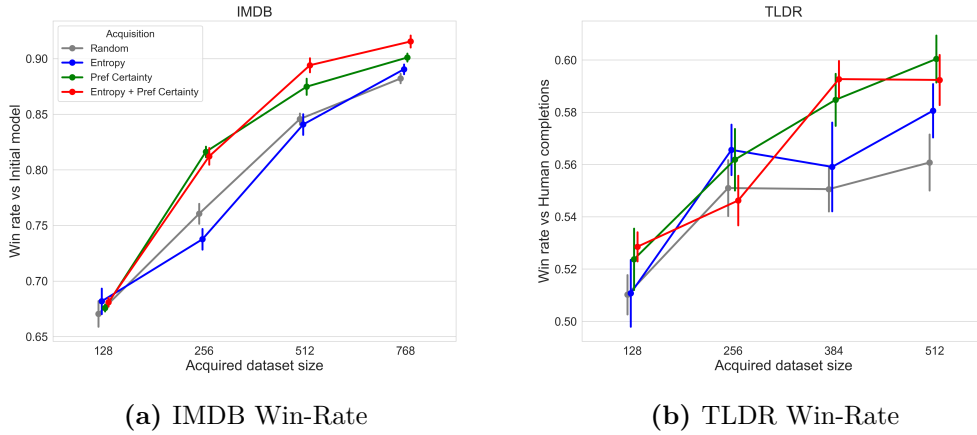 IMDB
Acquisition
Random
Entropy
Pref Certainty
Entropy + Pref Certainty
Win rate vs Initial model
0.90
0.85
0.80
0.75
0.70
0.65
128
256
512
768
Acquired dataset size
(a) IMDB Win-Rate
TLDR
Win rate vs Human completions
0.60
0.58
0.56
0.54
0.52
0.50
128
256
384
512
Acquired dataset size
(b) TLDR Win-Rate